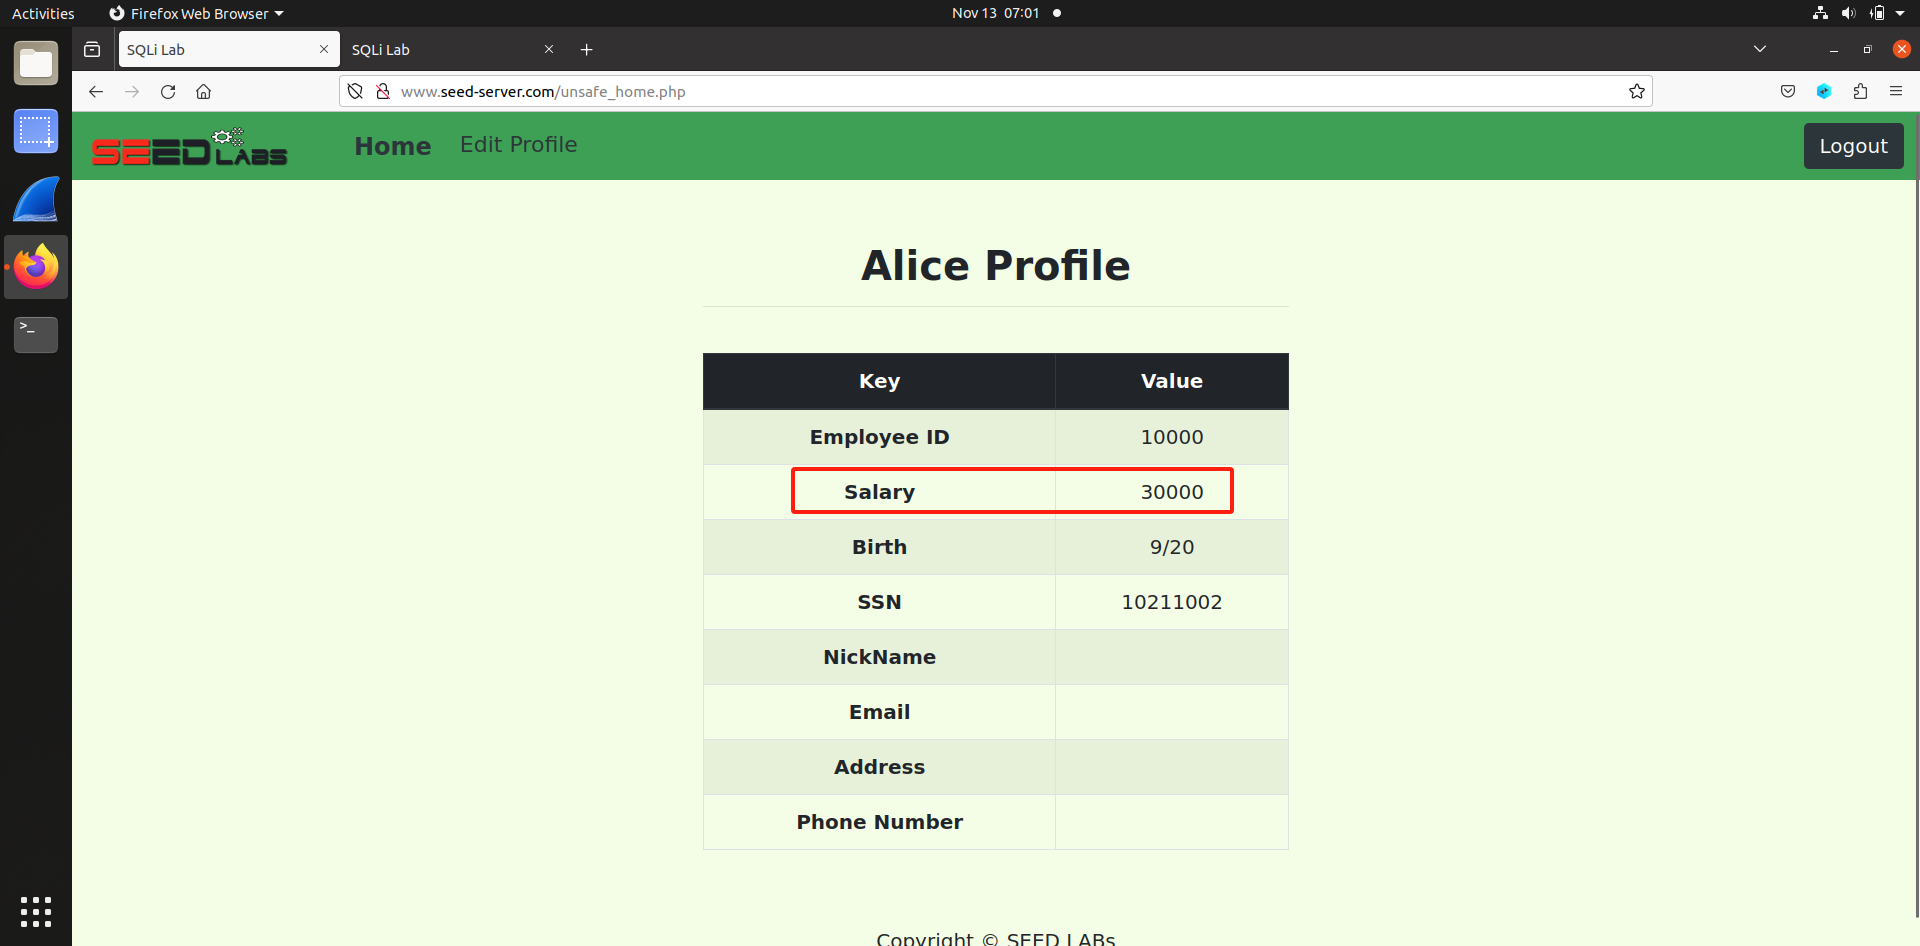 Activities Firefox Web Browser Nov 13 07:01
SQLi Lab SQLi Lab
www.seed-server.com/unsafe_home.php
SEED LABS Home Edit Profile Logout
Alice Profile
Key Value
Employee ID 10000
Salary 30000
Birth 9/20
SSN 10211002
NickName
Email
Address
Phone Number
Copyright © SEED LABs